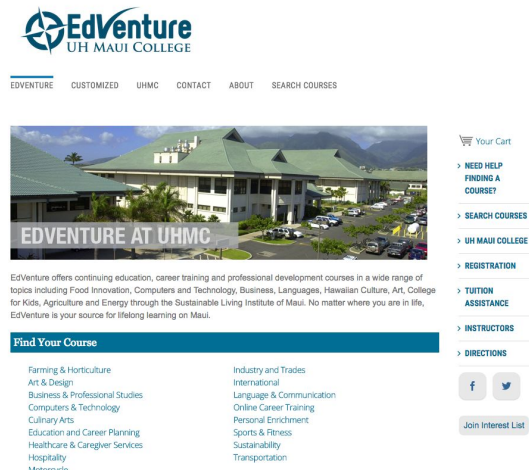 EdVenture
UH MAUI COLLEGE
EDVENTURE CUSTOMIZED UHMC CONTACT ABOUT SEARCH COURSES
EDVENTURE AT UHMC
EdVenture offers continuing education, career training and professional development courses in a wide range of
topics including Food Innovation, Computers and Technology, Business, Languages, Hawaiian Culture, Art, College
for Kids, Agriculture and Energy through the Sustainable Living Institute of Maui. No matter where you are in life,
EdVenture is your source for lifelong learning on Maui.
Find Your Course
Farming & Horticulture
Art & Design
Business & Professional Studies
Computers & Technology
Culinary Arts
Education and Career Planning
Healthcare & Caregiver Services
Hospitality
Motorcycle
Industry and Trades
International
Language & Communication
Online Career Training
Personal Enrichment
Sports & Fitness
Sustainability
Transportation
Your Cart
> NEED HELP
FINDING A
COURSE?
> SEARCH COURSES
> UH MAUI COLLEGE
> REGISTRATION
> TUITION
ASSISTANCE
> INSTRUCTORS
> DIRECTIONS
f
Join Interest List